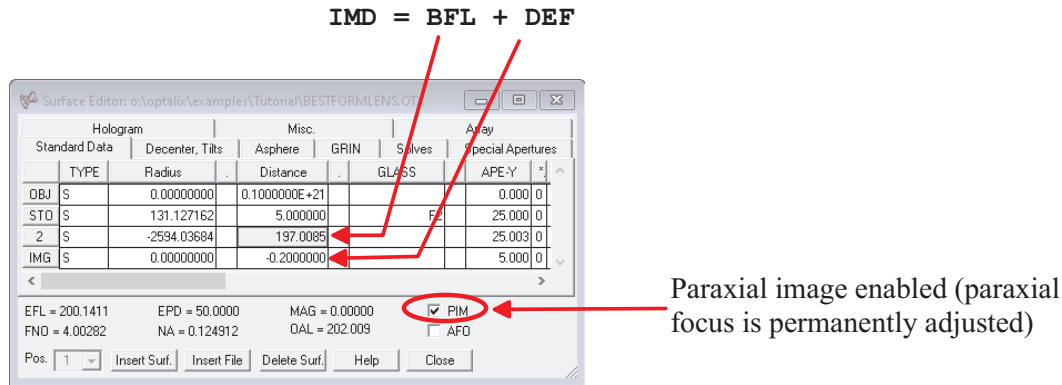 IMD = BFL + DEF
Surface Editor: o:\optalix\examples\Tutorial\BESTFORMLENS.OT
Hologram Misc. Array
Standard Data Decenter, Tilts Asphere GRIN Solves Special Apertures
TYPE Radius . Distance . GLASS APE-Y *
OBJ S 0.00000000 0.1000000E+21 0.000 0
STO S 131.127162 5.000000 F2 25.000 0
2 S -2594.03684 197.0085 25.003 0
IMG S 0.00000000 -0.2000000 5.000 0
EFL = 200.1411 EPD = 50.0000 MAG = 0.00000 PIM
FNO = 4.00282 NA = 0.124912 OAL = 202.009 AFO
Pos. 1 Insert Surf. Insert File Delete Surf. Help Close
Paraxial image enabled (paraxial
focus is permanently adjusted)